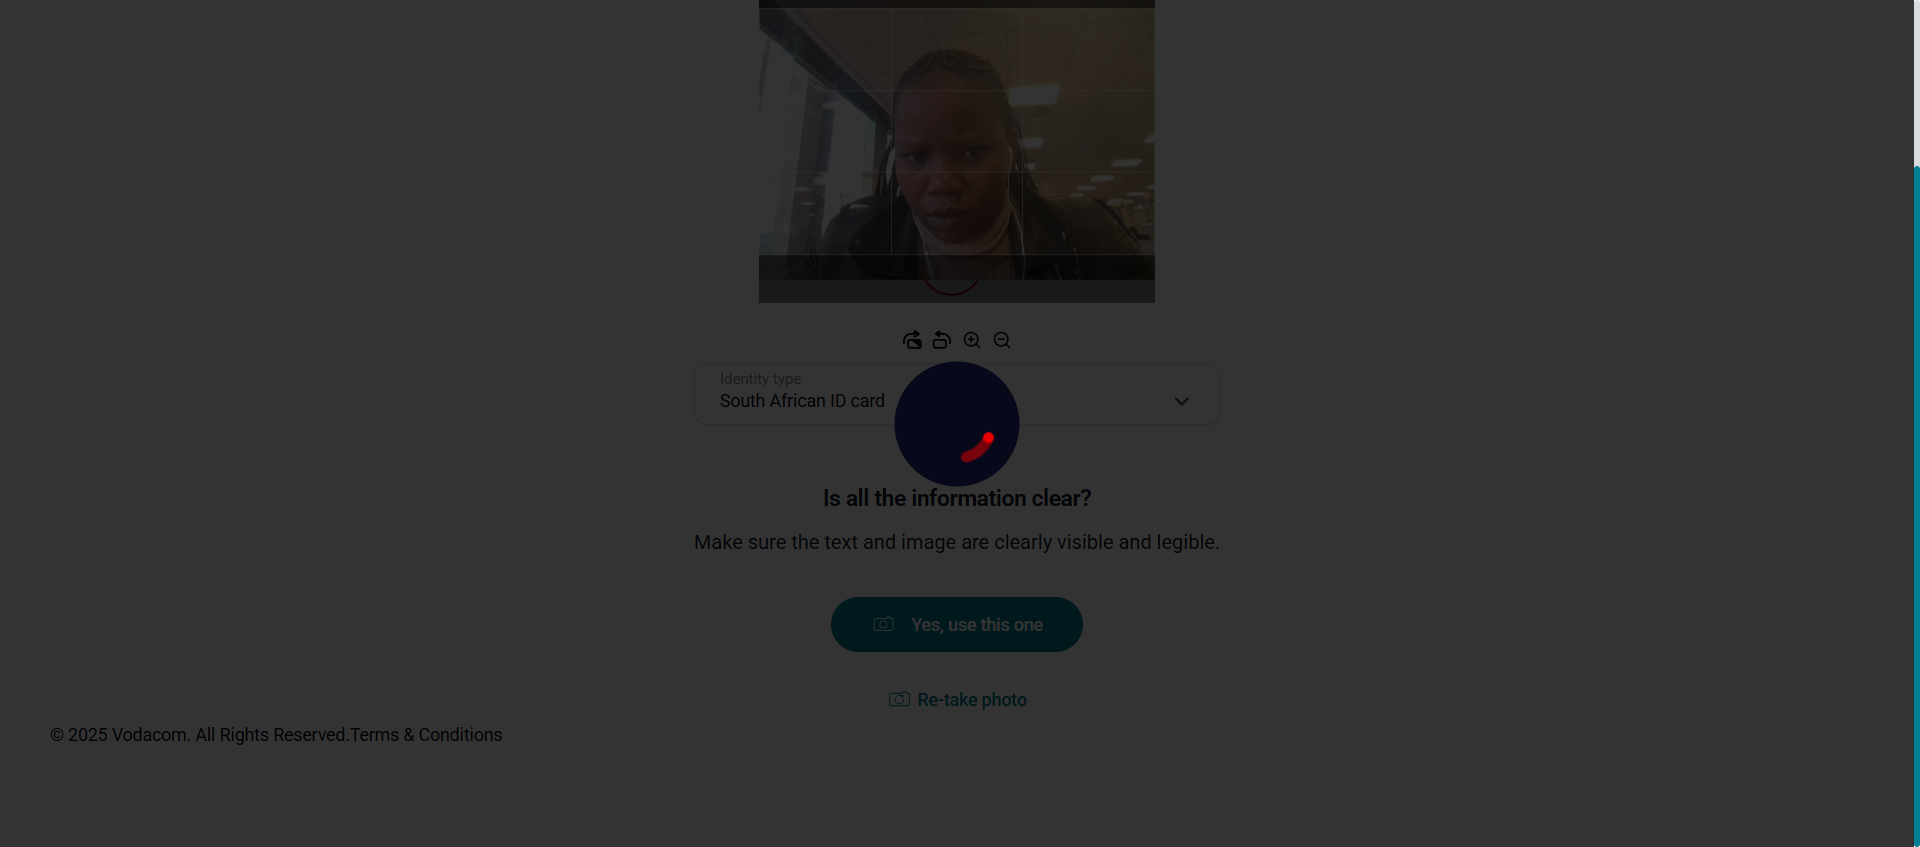 Identity type
South African ID card
Is all the information clear?
Make sure the text and image are clearly visible and legible.
Yes, use this one
Re-take photo
© 2025 Vodacom. All Rights Reserved.Terms & Conditions